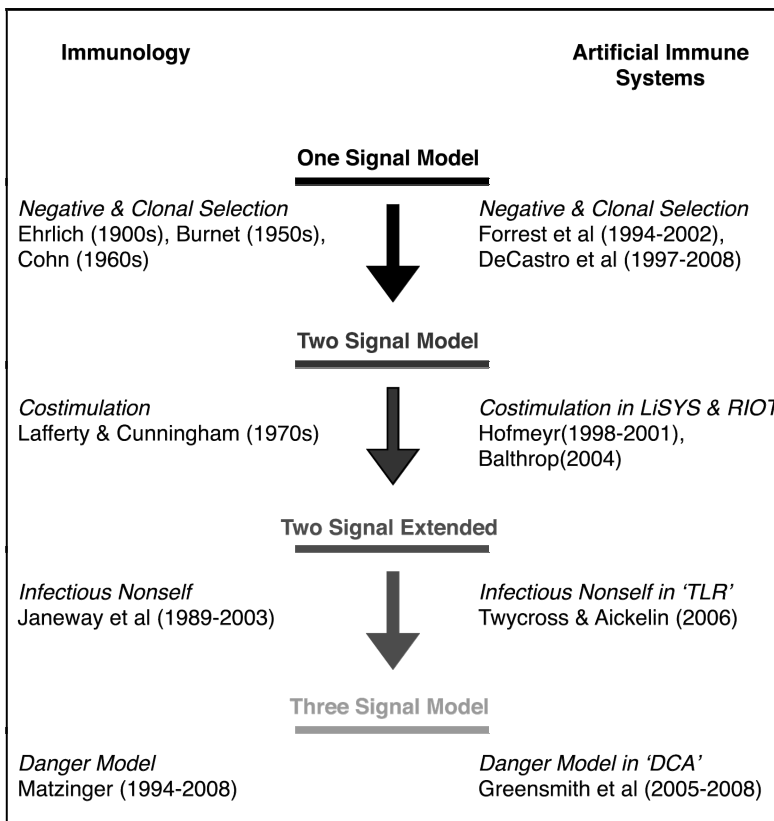 Immunology
Artificial Immune
Systems
One Signal Model
Negative & Clonal Selection
Ehrlich (1900s), Burnet (1950s),
Cohn (1960s)
Negative & Clonal Selection
Forrest et al (1994-2002),
DeCastro et al (1997-2008)
Two Signal Model
Costimulation
Lafferty & Cunningham (1970s)
Costimulation in LiSYS & RIOT
Hofmeyr(1998-2001),
Balthrop(2004)
Two Signal Extended
Infectious Nonself
Janeway et al (1989-2003)
Infectious Nonself in ‘TLR’
Twycross & Aickelin (2006)
Three Signal Model
Danger Model
Matzinger (1994-2008)
Danger Model in ‘DCA’
Greensmith et al (2005-2008)